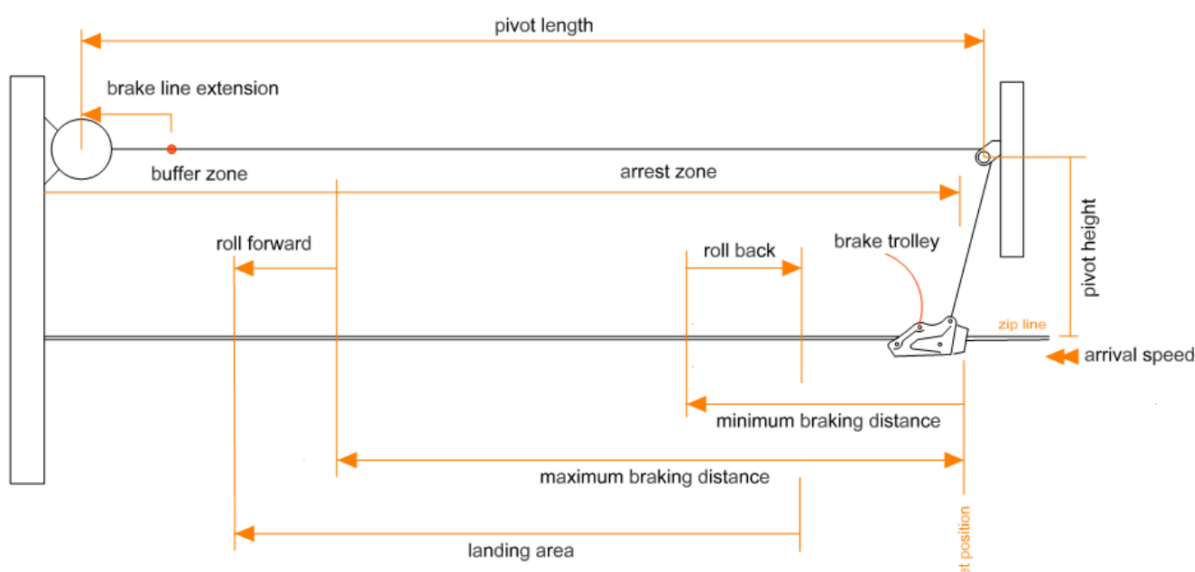 pivot length
brake line extension
buffer zone
arrest zone
roll forward
roll back
brake trolley
pivot height
zip line
arrival speed
minimum braking distance
maximum braking distance
landing area
position